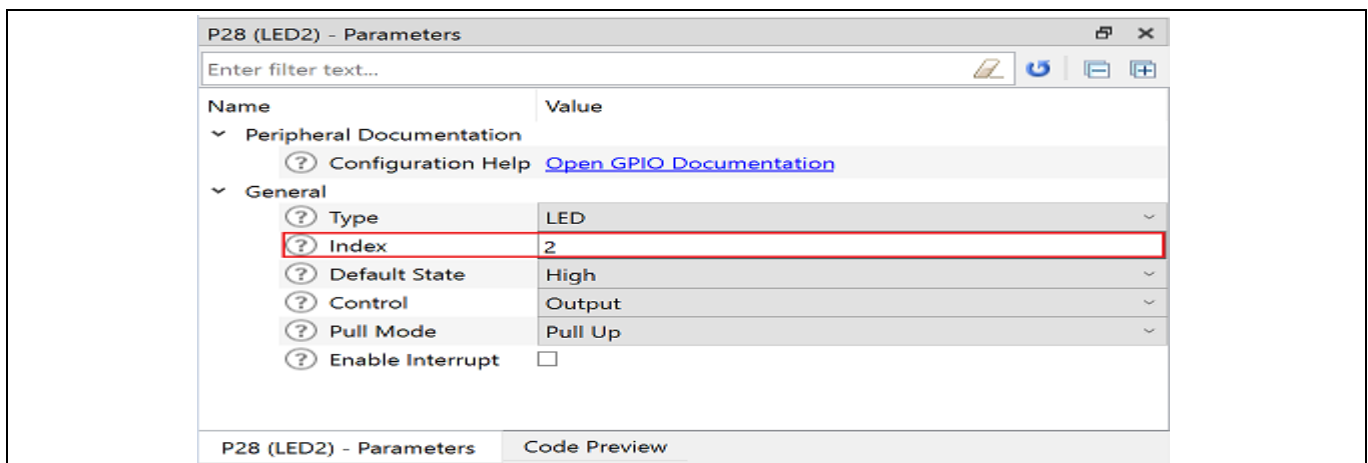 P28 (LED2) - Parameters
Enter filter text...
Name Value
Peripheral Documentation
Configuration Help Open GPIO Documentation
General
Type LED
Index 2
Default State High
Control Output
Pull Mode Pull Up
Enable Interrupt
P28 (LED2) - Parameters Code Preview